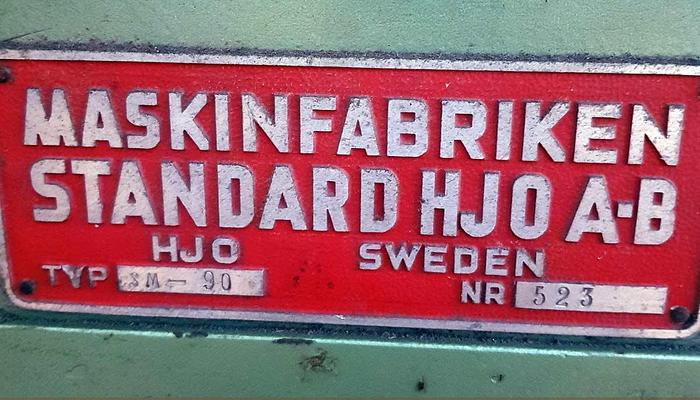 MASKINFABRIKEN
STANDARD HJO A-B
HJO SWEDEN
TYP SM-90
NR 523